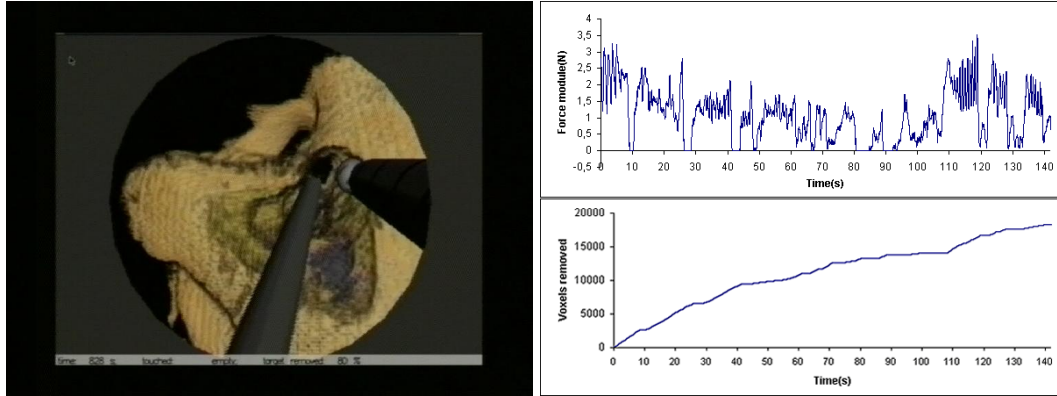 time: 828 s. touched: empty: target removed: 80 %
4
3,5
3
2,5
2
1,5
1
0,5
0
-0,5
Force module(N)
0 10 20 30 40 50 60 70 80 90 100 110 120 130 140
Time(s)
20000
15000
10000
5000
0
Voxels removed
0 10 20 30 40 50 60 70 80 90 100 110 120 130 140
Time(s)